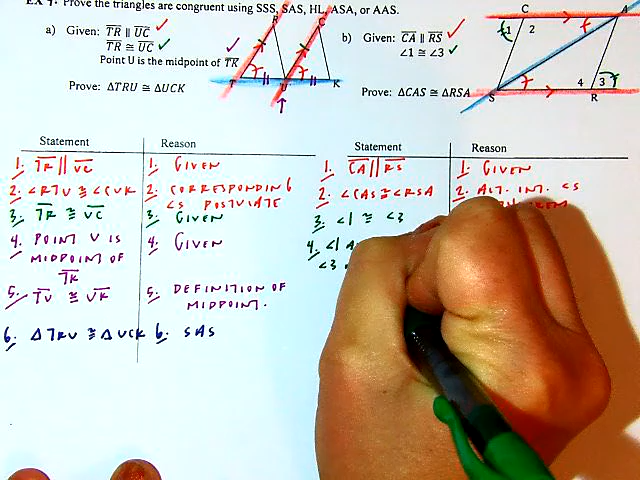 EX 4: Prove the triangles are congruent using SSS, SAS, HL, ASA, or AAS.
a) Given: TR ∥ UC
TR ≅ UC
Point U is the midpoint of TK
Prove: ΔTRU ≅ ΔUCK
R
C
T
U
K
b) Given: CA ∥ RS
∠1 ≅ ∠3
Prove: ΔCAS ≅ ΔRSA
C
A
1
2
4
3
S
R
Statement
Reason
1. TR ∥ UC
1. GIVEN
2. ∠RTU ≅ ∠CUK
2. CORRESPONDING
∠S POSTULATE
3. TR ≅ UC
3. GIVEN
4. POINT U IS
MIDPOINT OF
TK
4. GIVEN
5. TU ≅ UK
5. DEFINITION OF
MIDPOINT.
6. ΔTRU ≅ ΔUCK
6. SAS
Statement
Reason
1. CA ∥ RS
1. GIVEN
2. ∠CAS ≅ ∠RSA
2. ALT. INT. ∠S
3. ∠1 ≅ ∠3
4. ∠1
∠3